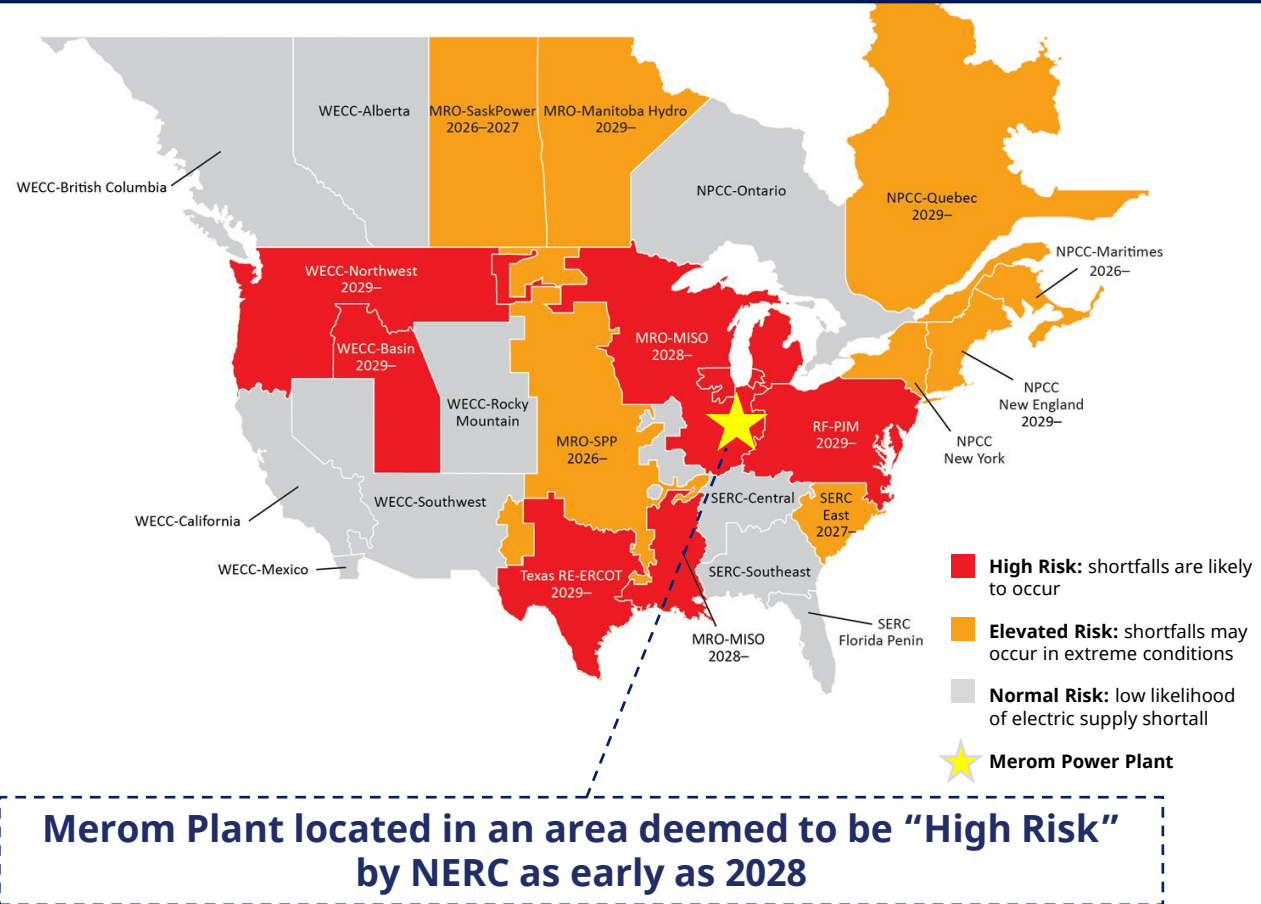 WECC-Alberta
MRO-SaskPower
2026–2027
MRO-Manitoba Hydro
2029–
WECC-British Columbia
NPCC-Ontario
NPCC-Quebec
2029–
NPCC-Maritimes
2026–
WECC-Northwest
2029–
WECC-Basin
2029–
MRO-MISO
2028–
WECC-Rocky
Mountain
NPCC
New England
2029–
MRO-SPP
2026–
RF-PJM
2029–
NPCC
New York
WECC-Southwest
SERC-Central
SERC
East
2027–
WECC-California
WECC-Mexico
Texas RE-ERCOT
2029–
SERC-Southeast
MRO-MISO
2028–
SERC
Florida Penin
High Risk: shortfalls are likely
to occur
Elevated Risk: shortfalls may
occur in extreme conditions
Normal Risk: low likelihood
of electric supply shortall
Merom Power Plant
Merom Plant located in an area deemed to be “High Risk”
by NERC as early as 2028